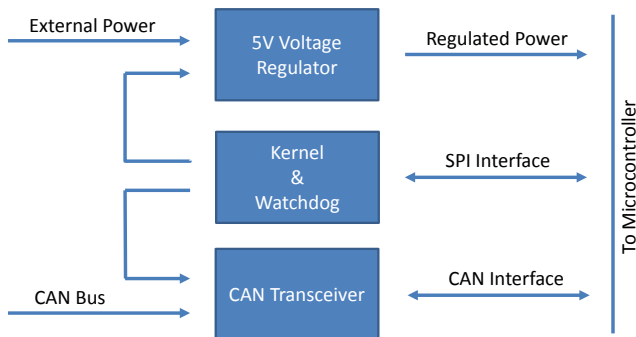 External Power
5V Voltage
Regulator
Regulated Power
Kernel
&
Watchdog
SPI Interface
CAN Bus
CAN Transceiver
CAN Interface
To Microcontroller